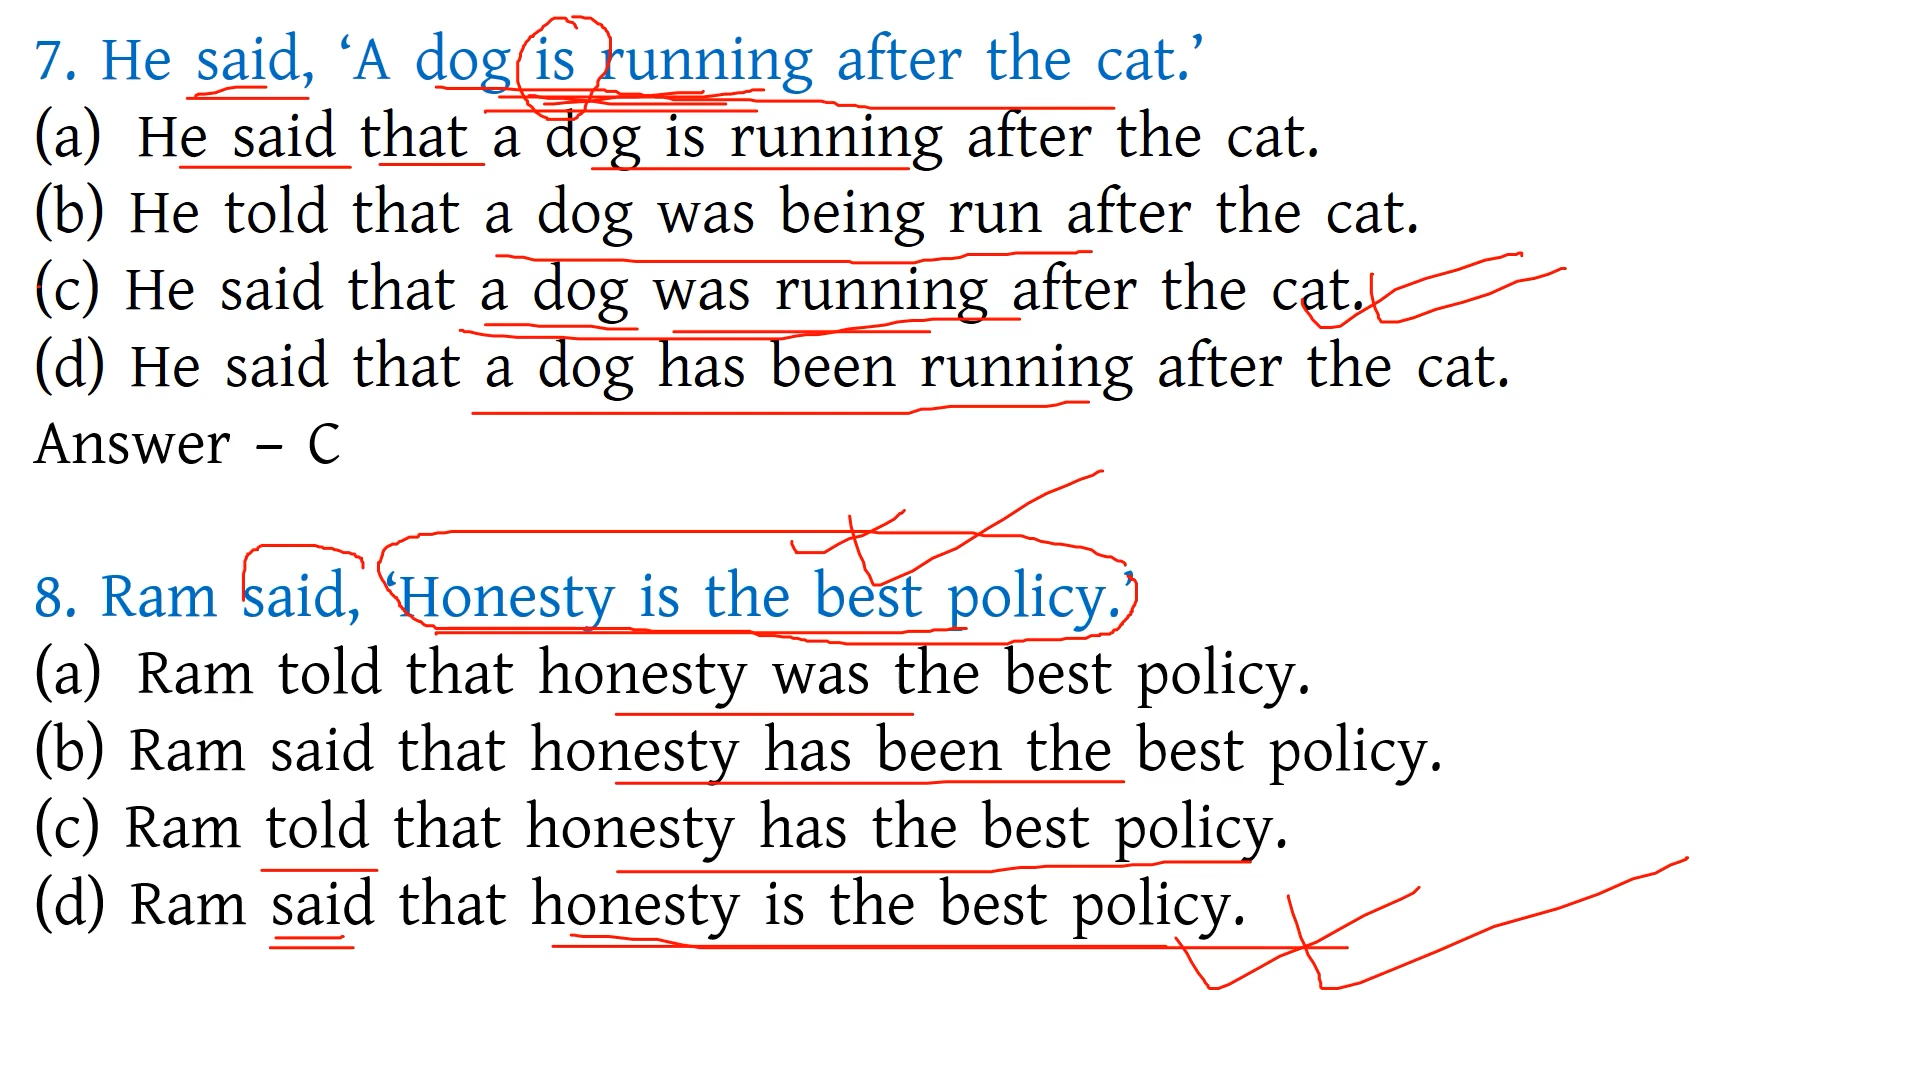 7. He said, ‘A dog is running after the cat.’
(a) He said that a dog is running after the cat.
(b) He told that a dog was being run after the cat.
(c) He said that a dog was running after the cat.
(d) He said that a dog has been running after the cat.
Answer – C
8. Ram said, ‘Honesty is the best policy.’
(a) Ram told that honesty was the best policy.
(b) Ram said that honesty has been the best policy.
(c) Ram told that honesty has the best policy.
(d) Ram said that honesty is the best policy.